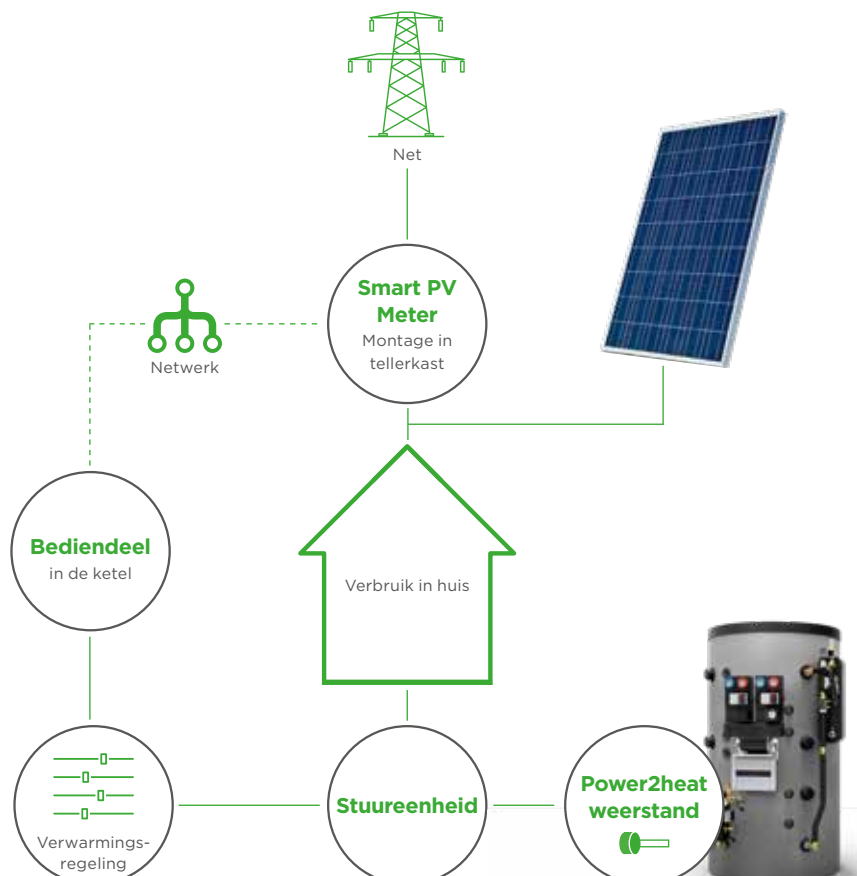 Net
Smart PV
Meter
Montage in
tellerkast
Netwerk
Bediendeel
in de ketel
Verbruik in huis
Verwarmings-
regeling
Stuureenheid
Power2heat
weerstand